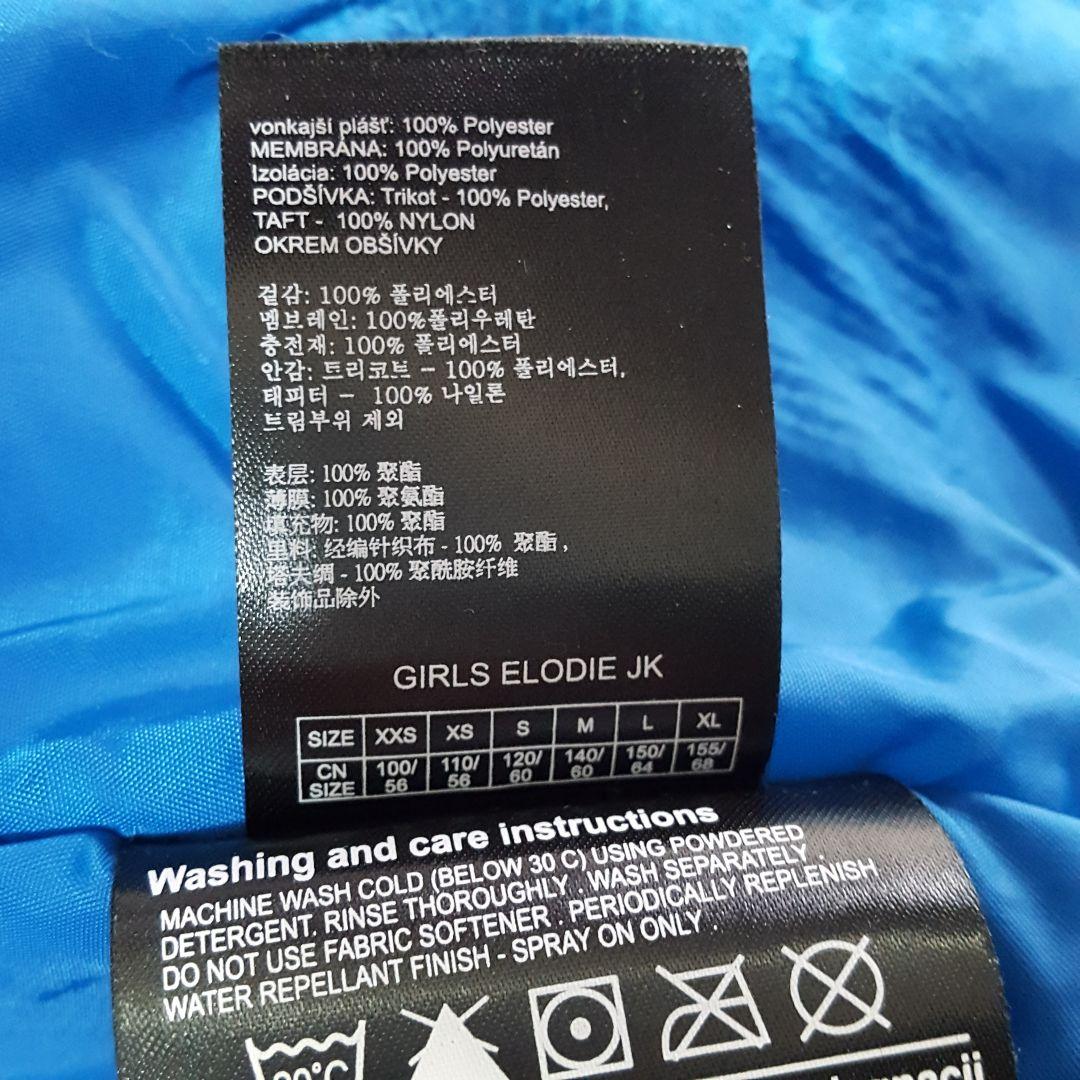 vonkajší plášť: 100% Polyester
MEMBRÁNA: 100% Polyuretán
Izolácia: 100% Polyester
PODŠÍVKA: Trikot - 100% Polyester,
TAFT - 100% NYLON
OKREM OBŠÍVKY
겉감: 100% 폴리에스터
멤브레인: 100%폴리우레탄
충전재: 100% 폴리에스터
안감: 트리코트 - 100% 폴리에스터,
태피터 - 100% 나일론
트림부위 제외
表层: 100% 聚酯
薄膜: 100% 聚氨酯
填充物: 100% 聚酯
里料: 经编针织布 - 100% 聚酯,
塔夫绸 - 100% 聚酰胺纤维
装饰品除外
GIRLS ELODIE JK
SIZE XXS XS S M L XL
CN SIZE 100/56 110/56 120/60 140/60 150/64 155/68
Washing and care instructions
MACHINE WASH COLD (BELOW 30 C) USING POWDERED
DETERGENT. RINSE THOROUGHLY . WASH SEPARATELY .
DO NOT USE FABRIC SOFTENER . PERIODICALLY REPLENISH
WATER REPELLANT FINISH - SPRAY ON ONLY .